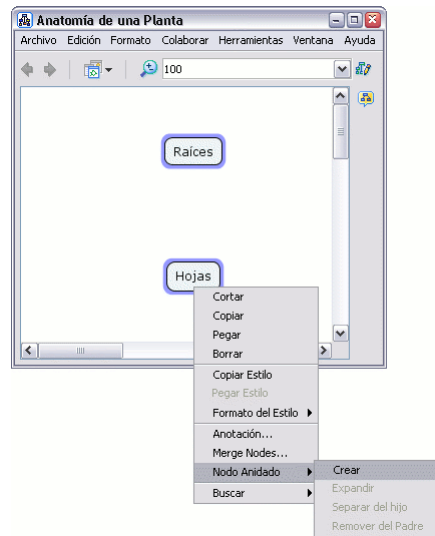 Anatomía de una Planta
Archivo Edición Formato Colaborar Herramientas Ventana Ayuda
100
Raíces
Hojas
Cortar
Copiar
Pegar
Borrar
Copiar Estilo
Pegar Estilo
Formato del Estilo
Anotación...
Merge Nodes...
Nodo Anidado
Buscar
Crear
Expandir
Separar del hijo
Remover del Padre